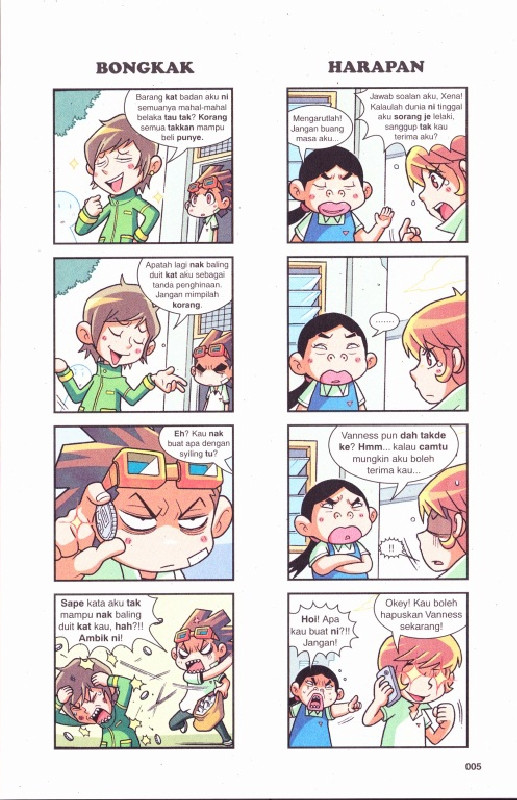 BONGKAK
Barang kat badan aku ni
semuanya mahal-mahal
belaka tau tak? Korang
semua takkan mampu
beli punye.
Apatah lagi nak baling
duit kat aku sebagai
tanda penghinaan.
Jangan mimpilah
korang.
Eh? Kau nak
buat apa dengan
syiling tu?
Sape kata aku tak
mampu nak baling
duit kat kau, hah?!!
Ambik ni!
HARAPAN
Mengarutlah!!
Jangan buang
masa aku...
Jawab soalan aku, Xena!
Kalaulah dunia ni tinggal
aku sorang je lelaki,
sanggup tak kau
terima aku?
......
Vanness pun dah takde
ke? Hmm... kalau camtu
mungkin aku boleh
terima kau...
!!
Hoi! Apa
kau buat ni?!!
Jangan!
Okey! Kau boleh
hapuskan Vanness
sekarang!
005